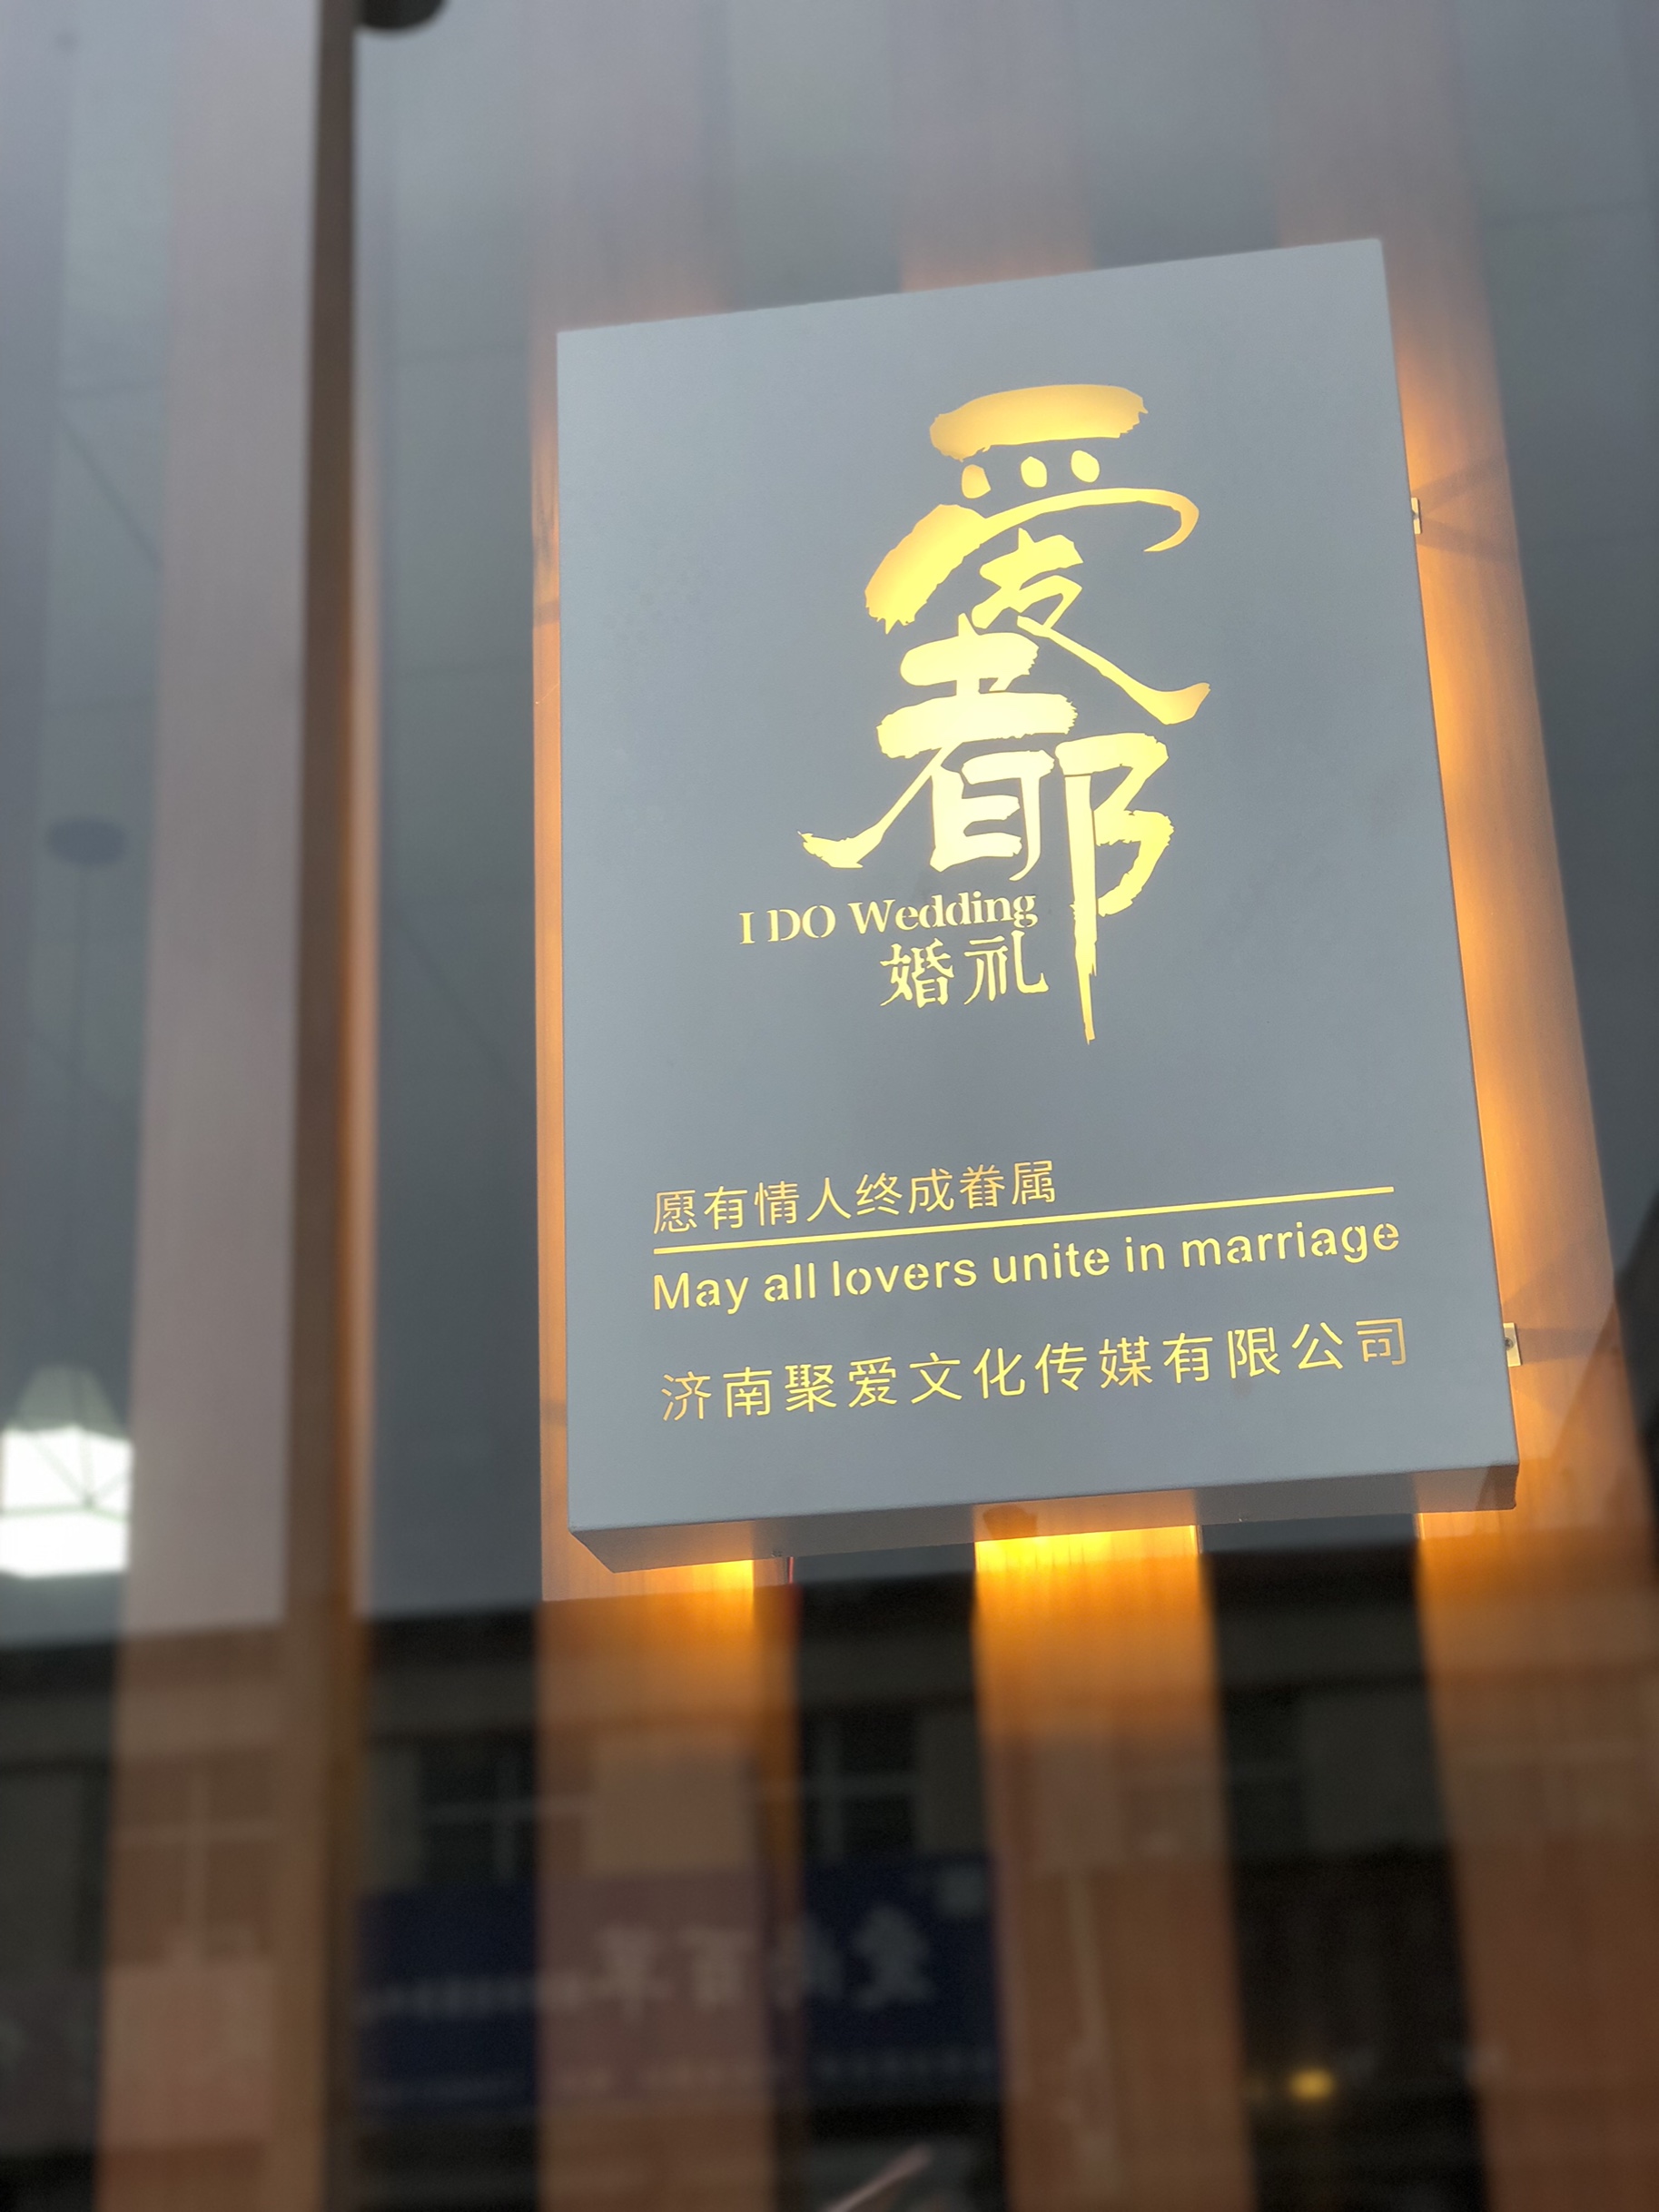 爱都
I DO Wedding
婚礼
愿有情人终成眷属
May all lovers unite in marriage
济南聚爱文化传媒有限公司